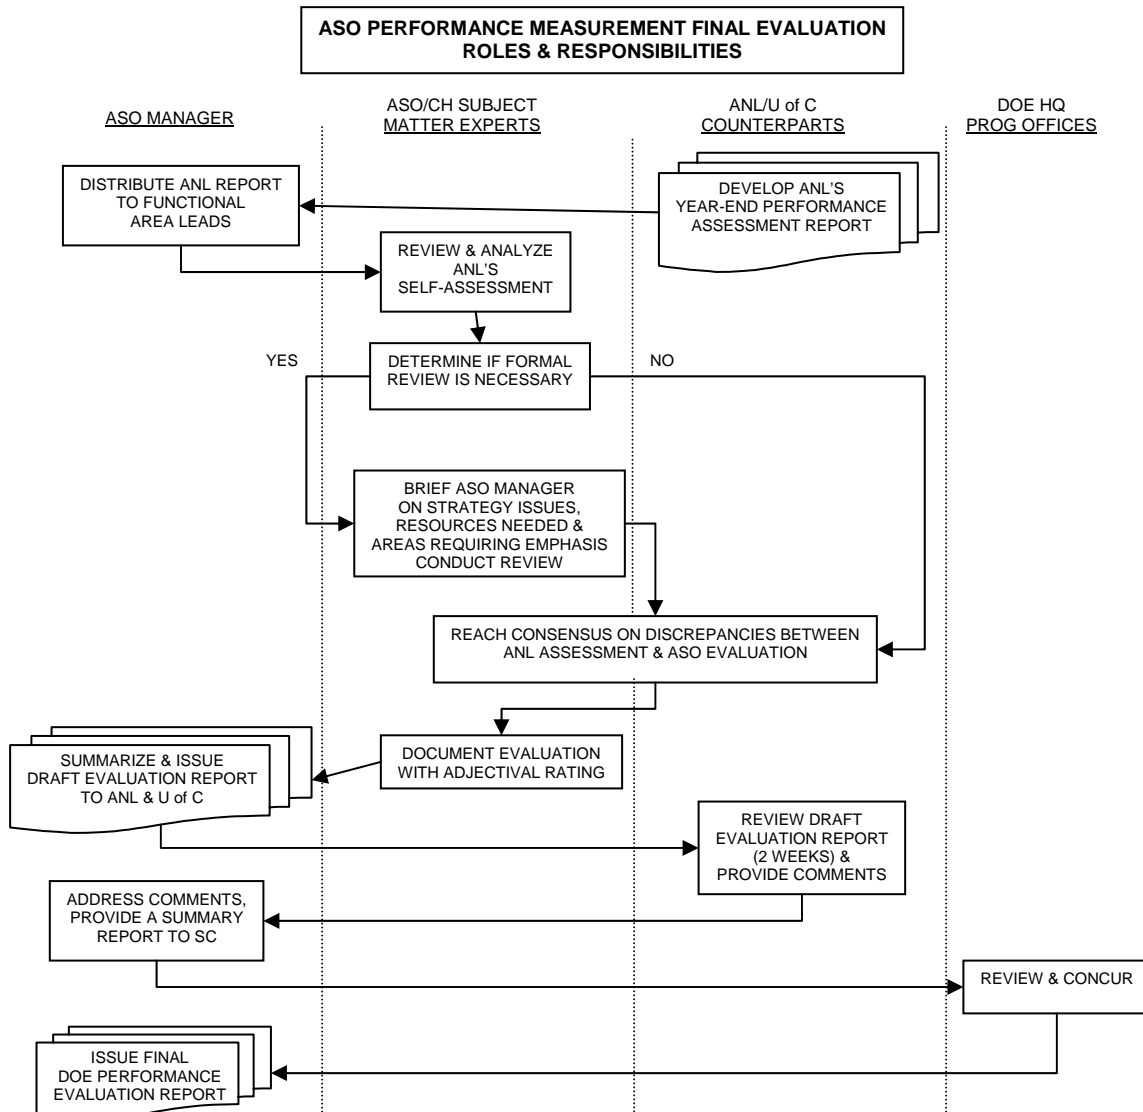 ASO PERFORMANCE MEASUREMENT FINAL EVALUATION
ROLES & RESPONSIBILITIES
ASO MANAGER
ASO/CH SUBJECT
MATTER EXPERTS
ANL/U of C
COUNTERPARTS
DOE HQ
PROG OFFICES
DISTRIBUTE ANL REPORT
TO FUNCTIONAL
AREA LEADS
DEVELOP ANL'S
YEAR-END PERFORMANCE
ASSESSMENT REPORT
REVIEW & ANALYZE
ANL'S
SELF-ASSESSMENT
YES
DETERMINE IF FORMAL
REVIEW IS NECESSARY
NO
BRIEF ASO MANAGER
ON STRATEGY ISSUES,
RESOURCES NEEDED &
AREAS REQUIRING EMPHASIS
CONDUCT REVIEW
REACH CONSENSUS ON DISCREPANCIES BETWEEN
ANL ASSESSMENT & ASO EVALUATION
DOCUMENT EVALUATION
WITH ADJECTIVAL RATING
SUMMARIZE & ISSUE
DRAFT EVALUATION REPORT
TO ANL & U of C
REVIEW DRAFT
EVALUATION REPORT
(2 WEEKS) &
PROVIDE COMMENTS
ADDRESS COMMENTS,
PROVIDE A SUMMARY
REPORT TO SC
REVIEW & CONCUR
ISSUE FINAL
DOE PERFORMANCE
EVALUATION REPORT